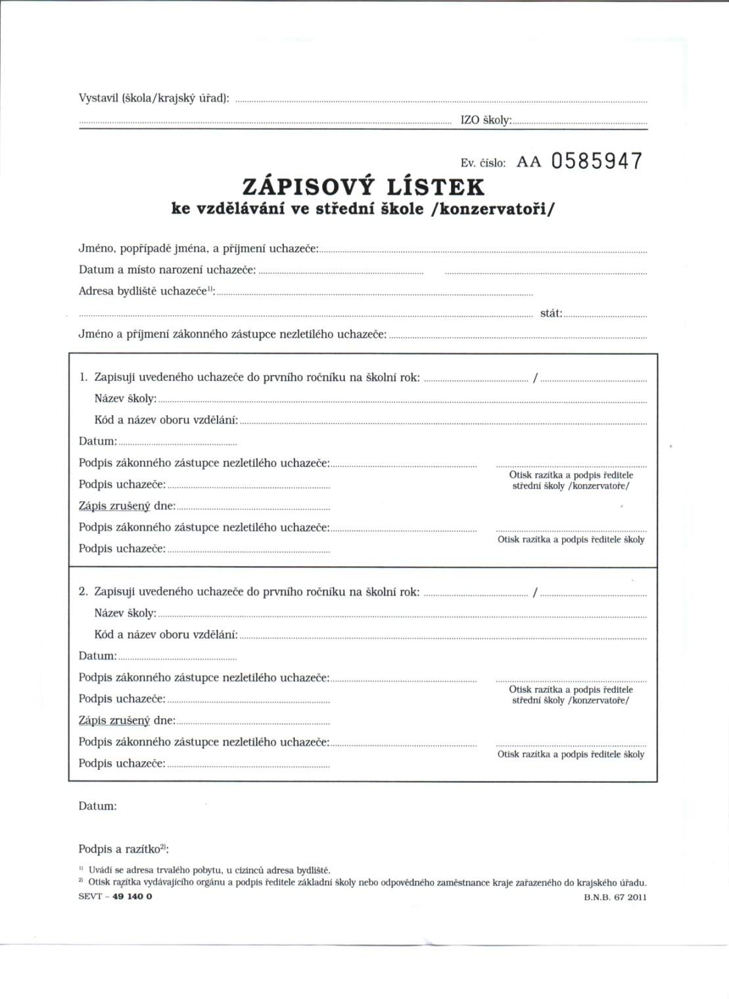 Vystavil (škola/krajský úřad):
IZO školy:
Ev. číslo: AA 0585947
ZÁPISOVÝ LÍSTEK
ke vzdělávání ve střední škole /konzervatoři/
Jméno, popřípadě jména, a příjmení uchazeče:
Datum a místo narození uchazeče:
Adresa bydliště uchazeče1):
stát:
Jméno a příjmení zákonného zástupce nezletilého uchazeče:
1. Zapisuji uvedeného uchazeče do prvního ročníku na školní rok: /
Název školy:
Kód a název oboru vzdělání:
Datum:
Podpis zákonného zástupce nezletilého uchazeče:
Otisk razítka a podpis ředitele
střední školy /konzervatoře/
Podpis uchazeče:
Zápis zrušený dne:
Podpis zákonného zástupce nezletilého uchazeče:
Otisk razítka a podpis ředitele školy
Podpis uchazeče:
2. Zapisuji uvedeného uchazeče do prvního ročníku na školní rok: /
Název školy:
Kód a název oboru vzdělání:
Datum:
Podpis zákonného zástupce nezletilého uchazeče:
Otisk razítka a podpis ředitele
střední školy /konzervatoře/
Podpis uchazeče:
Zápis zrušený dne:
Podpis zákonného zástupce nezletilého uchazeče:
Otisk razítka a podpis ředitele školy
Podpis uchazeče:
Datum:
Podpis a razítko2):
1) Uvádí se adresa trvalého pobytu, u cizinců adresa bydliště.
2) Otisk razítka vydávajícího orgánu a podpis ředitele základní školy nebo odpovědného zaměstnance kraje zařazeného do krajského úřadu.
SEVT – 49 140 0 B.N.B. 67 2011